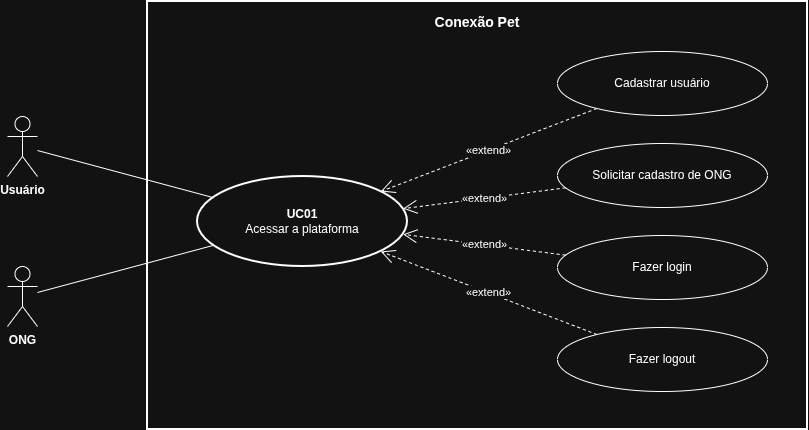 Conexão Pet
Cadastrar usuário
«extend»
Solicitar cadastro de ONG
«extend»
Usuário
UC01
Acessar a plataforma
«extend»
Fazer login
«extend»
ONG
Fazer logout